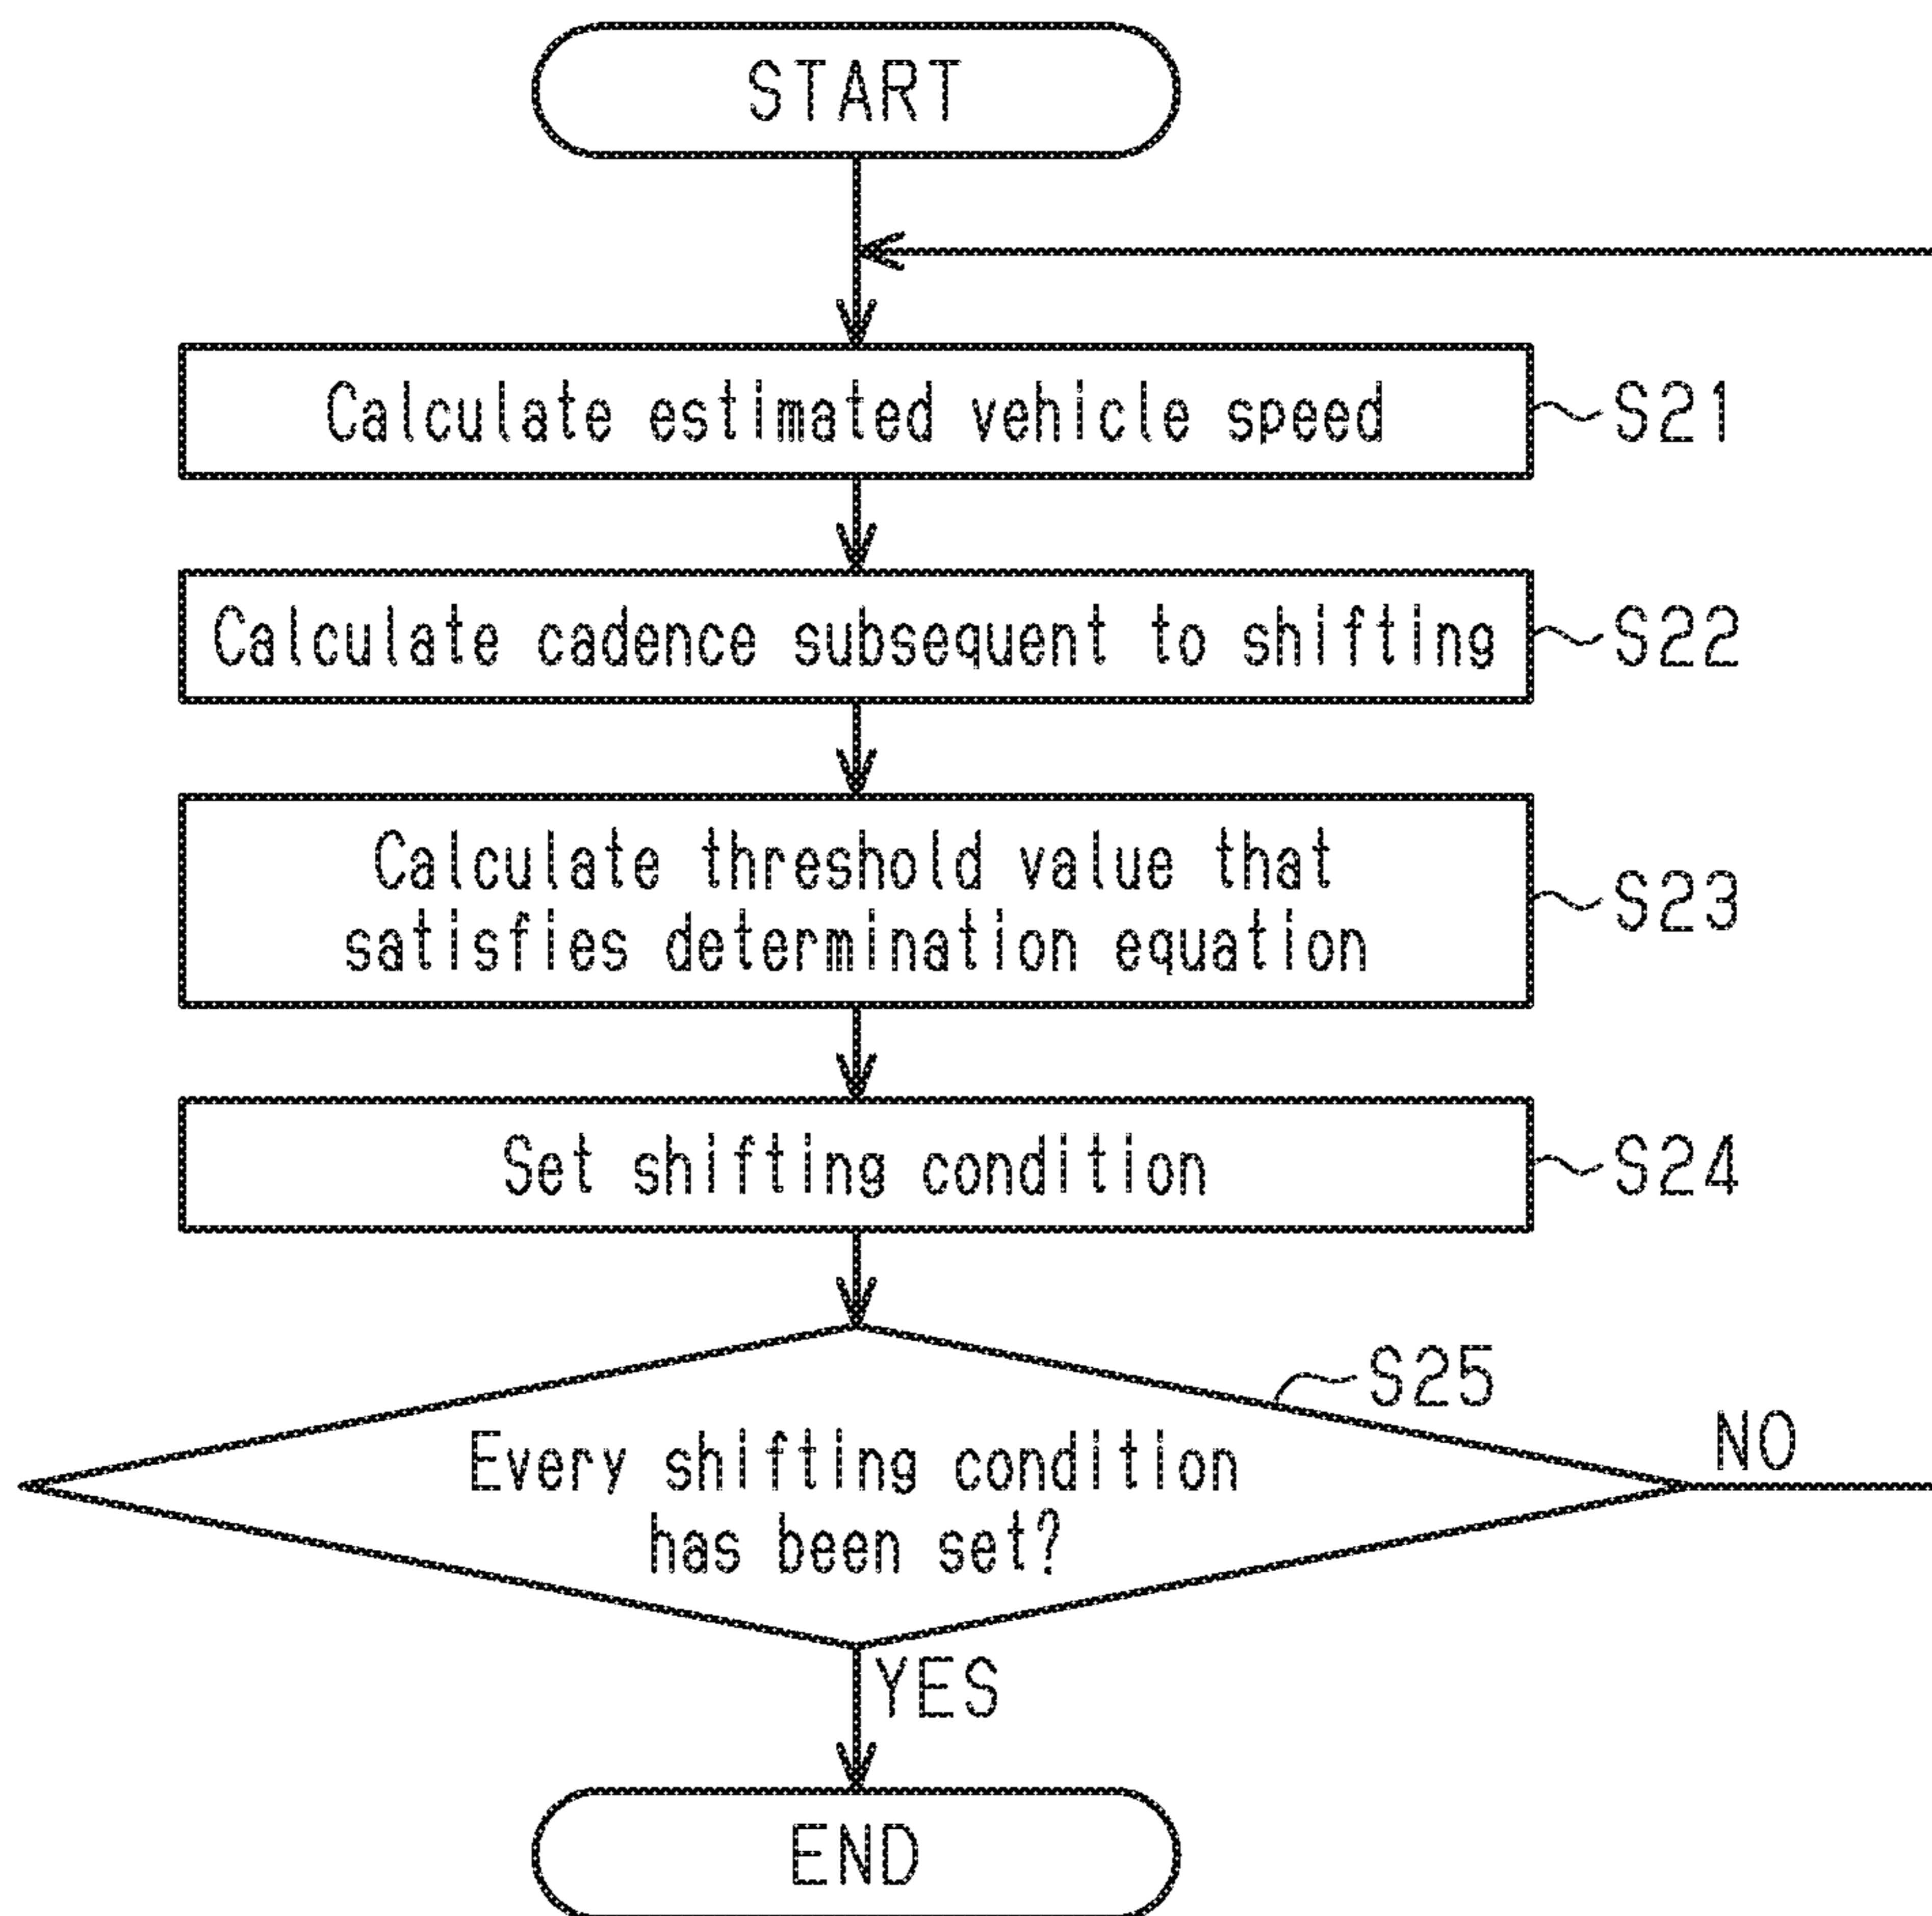 START
Calculate estimated vehicle speed
S21
Calculate cadence subsequent to shifting
S22
Calculate threshold value that
satisfies determination equation
S23
Set shifting condition
S24
S25
Every shifting condition
has been set?
NO
YES
END